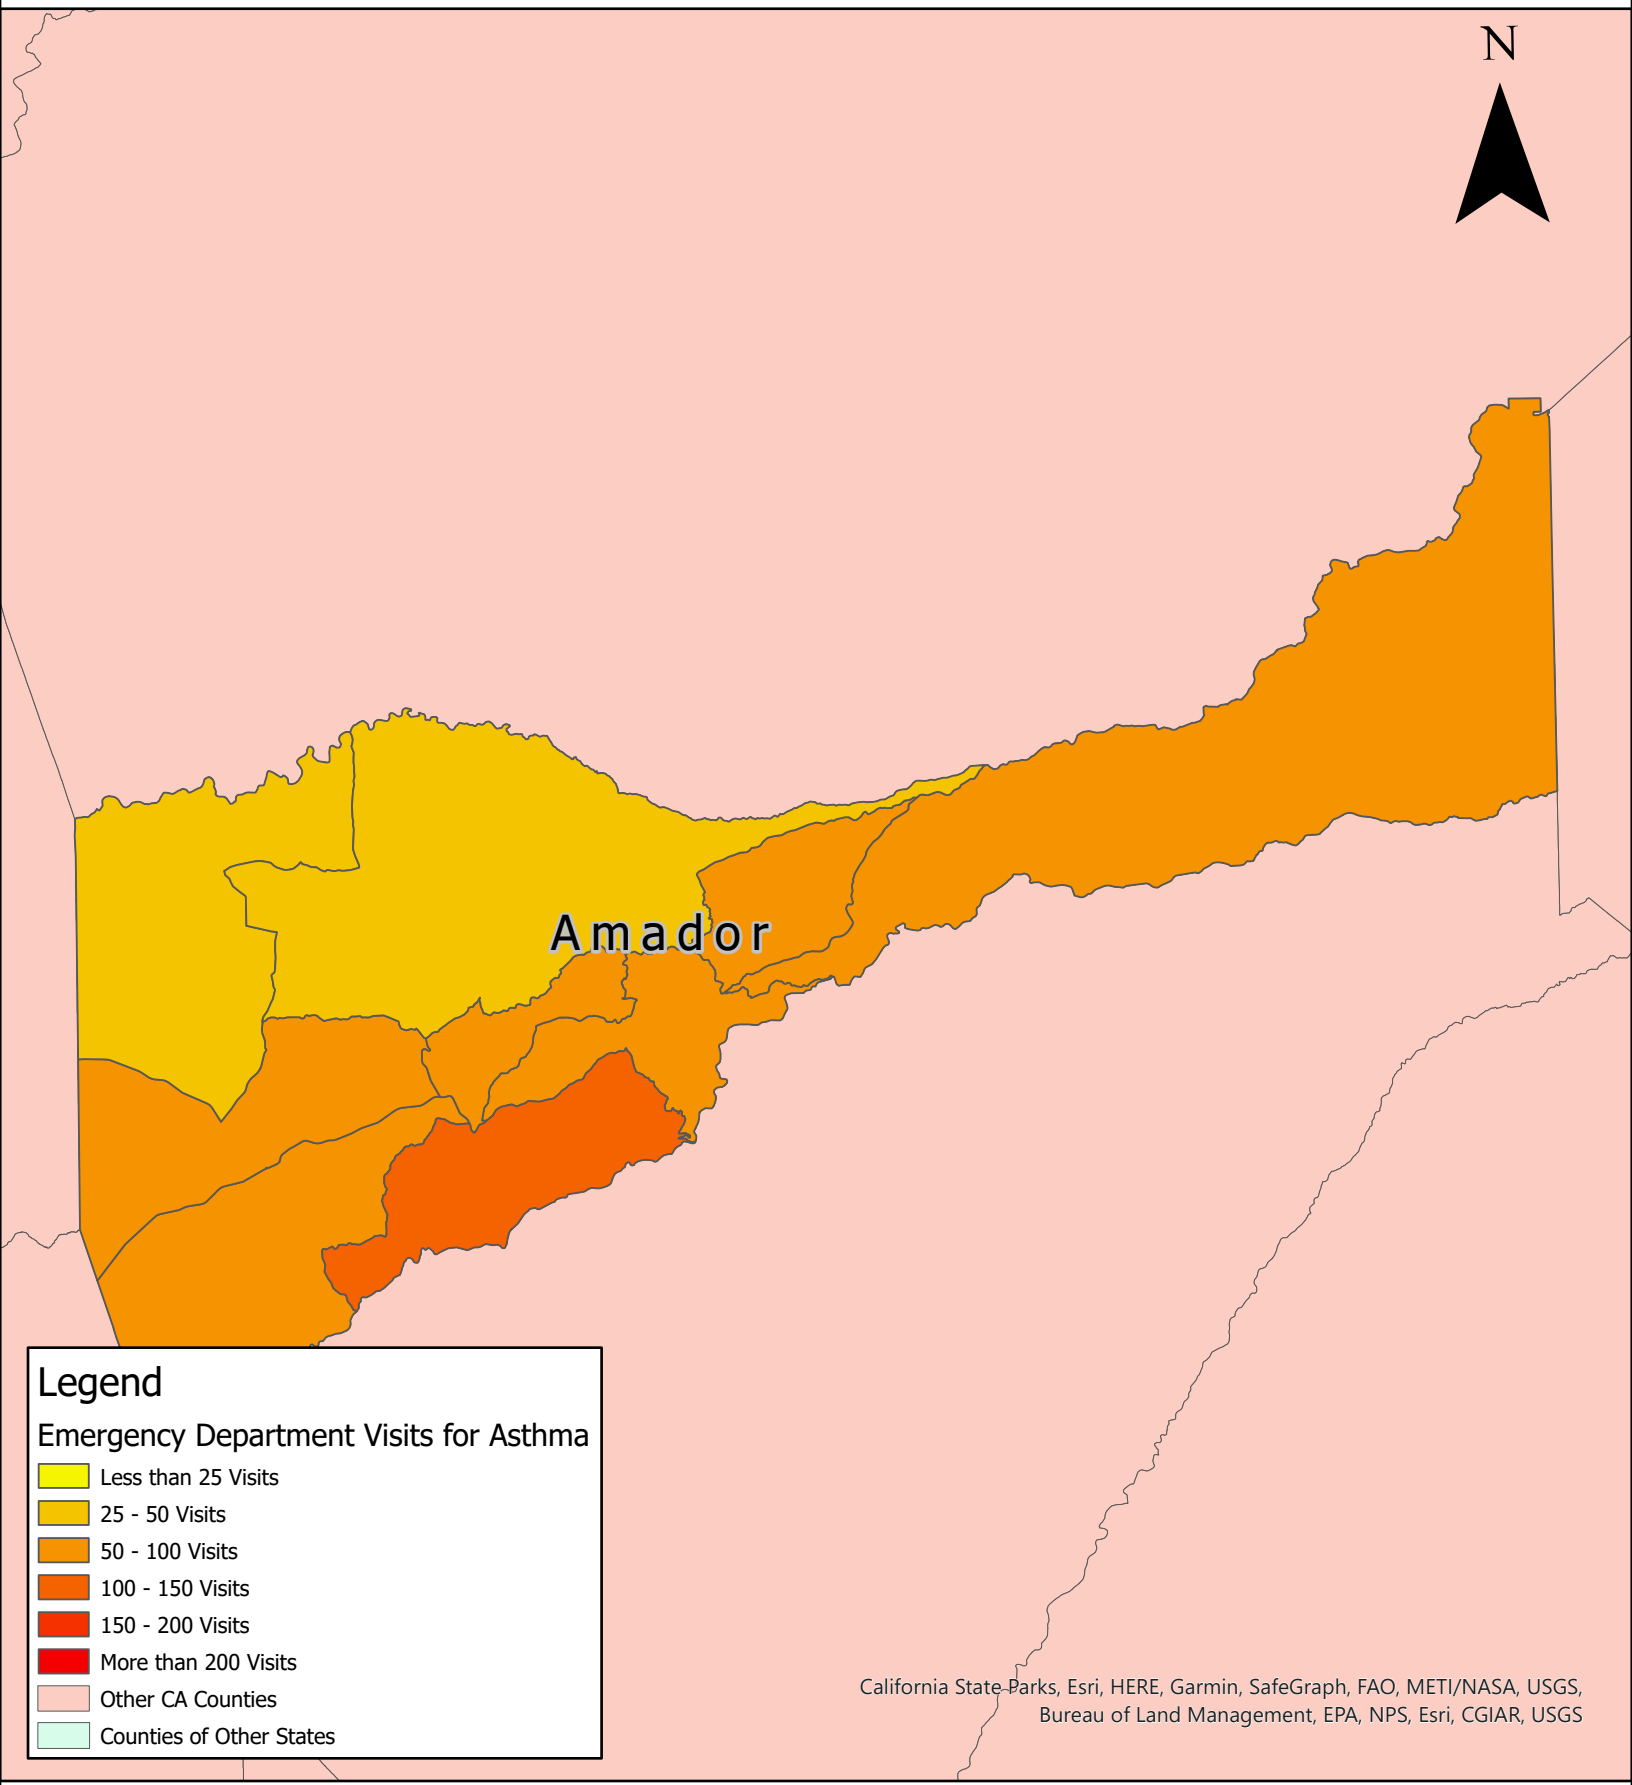 N
Amador
Legend
Emergency Department Visits for Asthma
Less than 25 Visits
25 - 50 Visits
50 - 100 Visits
100 - 150 Visits
150 - 200 Visits
More than 200 Visits
Other CA Counties
Counties of Other States
California State Parks, Esri, HERE, Garmin, SafeGraph, FAO, METI/NASA, USGS,
Bureau of Land Management, EPA, NPS, Esri, CGIAR, USGS